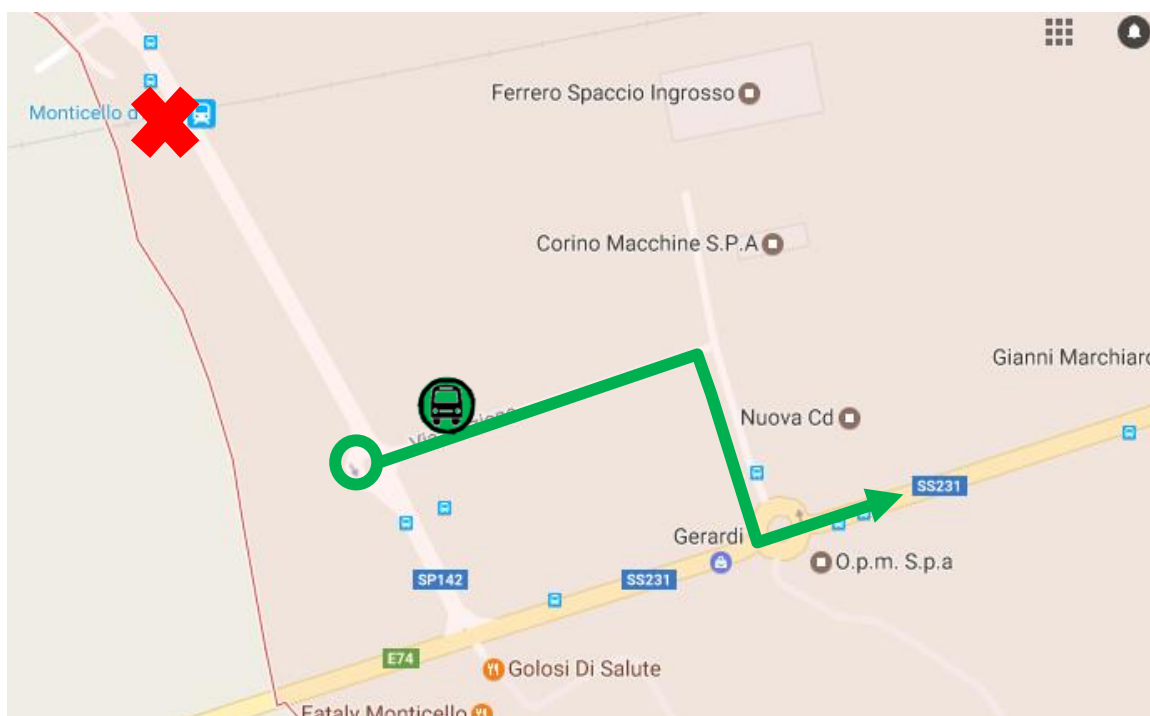 Ferrero Spaccio Ingrosso
Monticello d
Corino Macchine S.P.A
Gianni Marchiaro
Nuova Cd
SS231
Gerardi
O.p.m. S.p.a
SP142
SS231
E74
Golosi Di Salute
Eataly Monticello